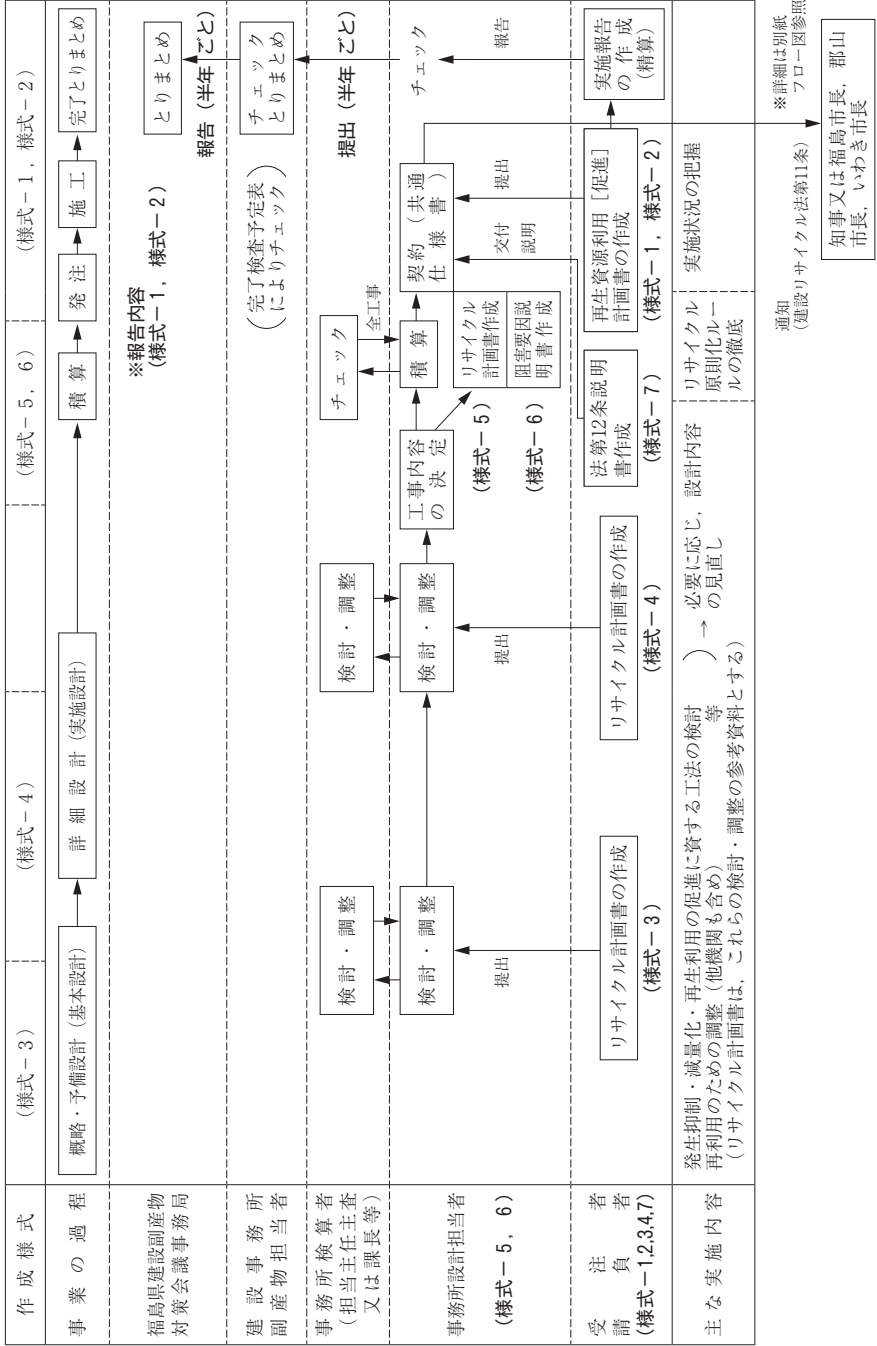 作成様式
(様式－3)
(様式－4)
(様式－5，6)
(様式－1，様式－2)
事業の過程
概略・予備設計 (基本設計)
詳細設計 (実施設計)
積算
発注
施工
完了とりまとめ
福島県建設副産物
対策会議事務局
※報告内容
(様式－1，様式－2)
とりまとめ
報告 (半年ごと)
建設事務所
副産物担当者
(完了検査予定表
によりチェック)
チェック
とりまとめ
事務所検算者
(担当主任主査
又は課長等)
検討・調整
検討・調整
チェック
全工事
提出 (半年ごと)
事務所設計担当者
(様式－5，6)
検討・調整
提出
検討・調整
提出
工事内容
の決定
(様式－5)
(様式－6)
積算
リサイクル
計画書作成
阻害要因説
明書作成
契約 (共通
仕様書)
交付
説明
提出
チェック
報告
受注者
請負者
(様式－1,2,3,4,7)
リサイクル計画書の作成
(様式－3)
リサイクル計画書の作成
(様式－4)
法第12条説明
書作成
(様式－7)
再生資源利用 [促進]
計画書の作成
(様式－1，様式－2)
実施報告
の作成
(精算)
主な実施内容
発生抑制・減量化・再生利用の促進に資する工法の検討
再利用のための調整 (他機関も含め) 等
) → 必要に応じ，設計内容
の見直し
(リサイクル計画書は，これらの検討・調整の参考資料とする)
リサイクル
原則化ルー
ルの徹底
実施状況の把握
通知
(建設リサイクル法第11条)
※詳細は別紙
フロー図参照
知事又は福島市長，郡山
市長，いわき市長